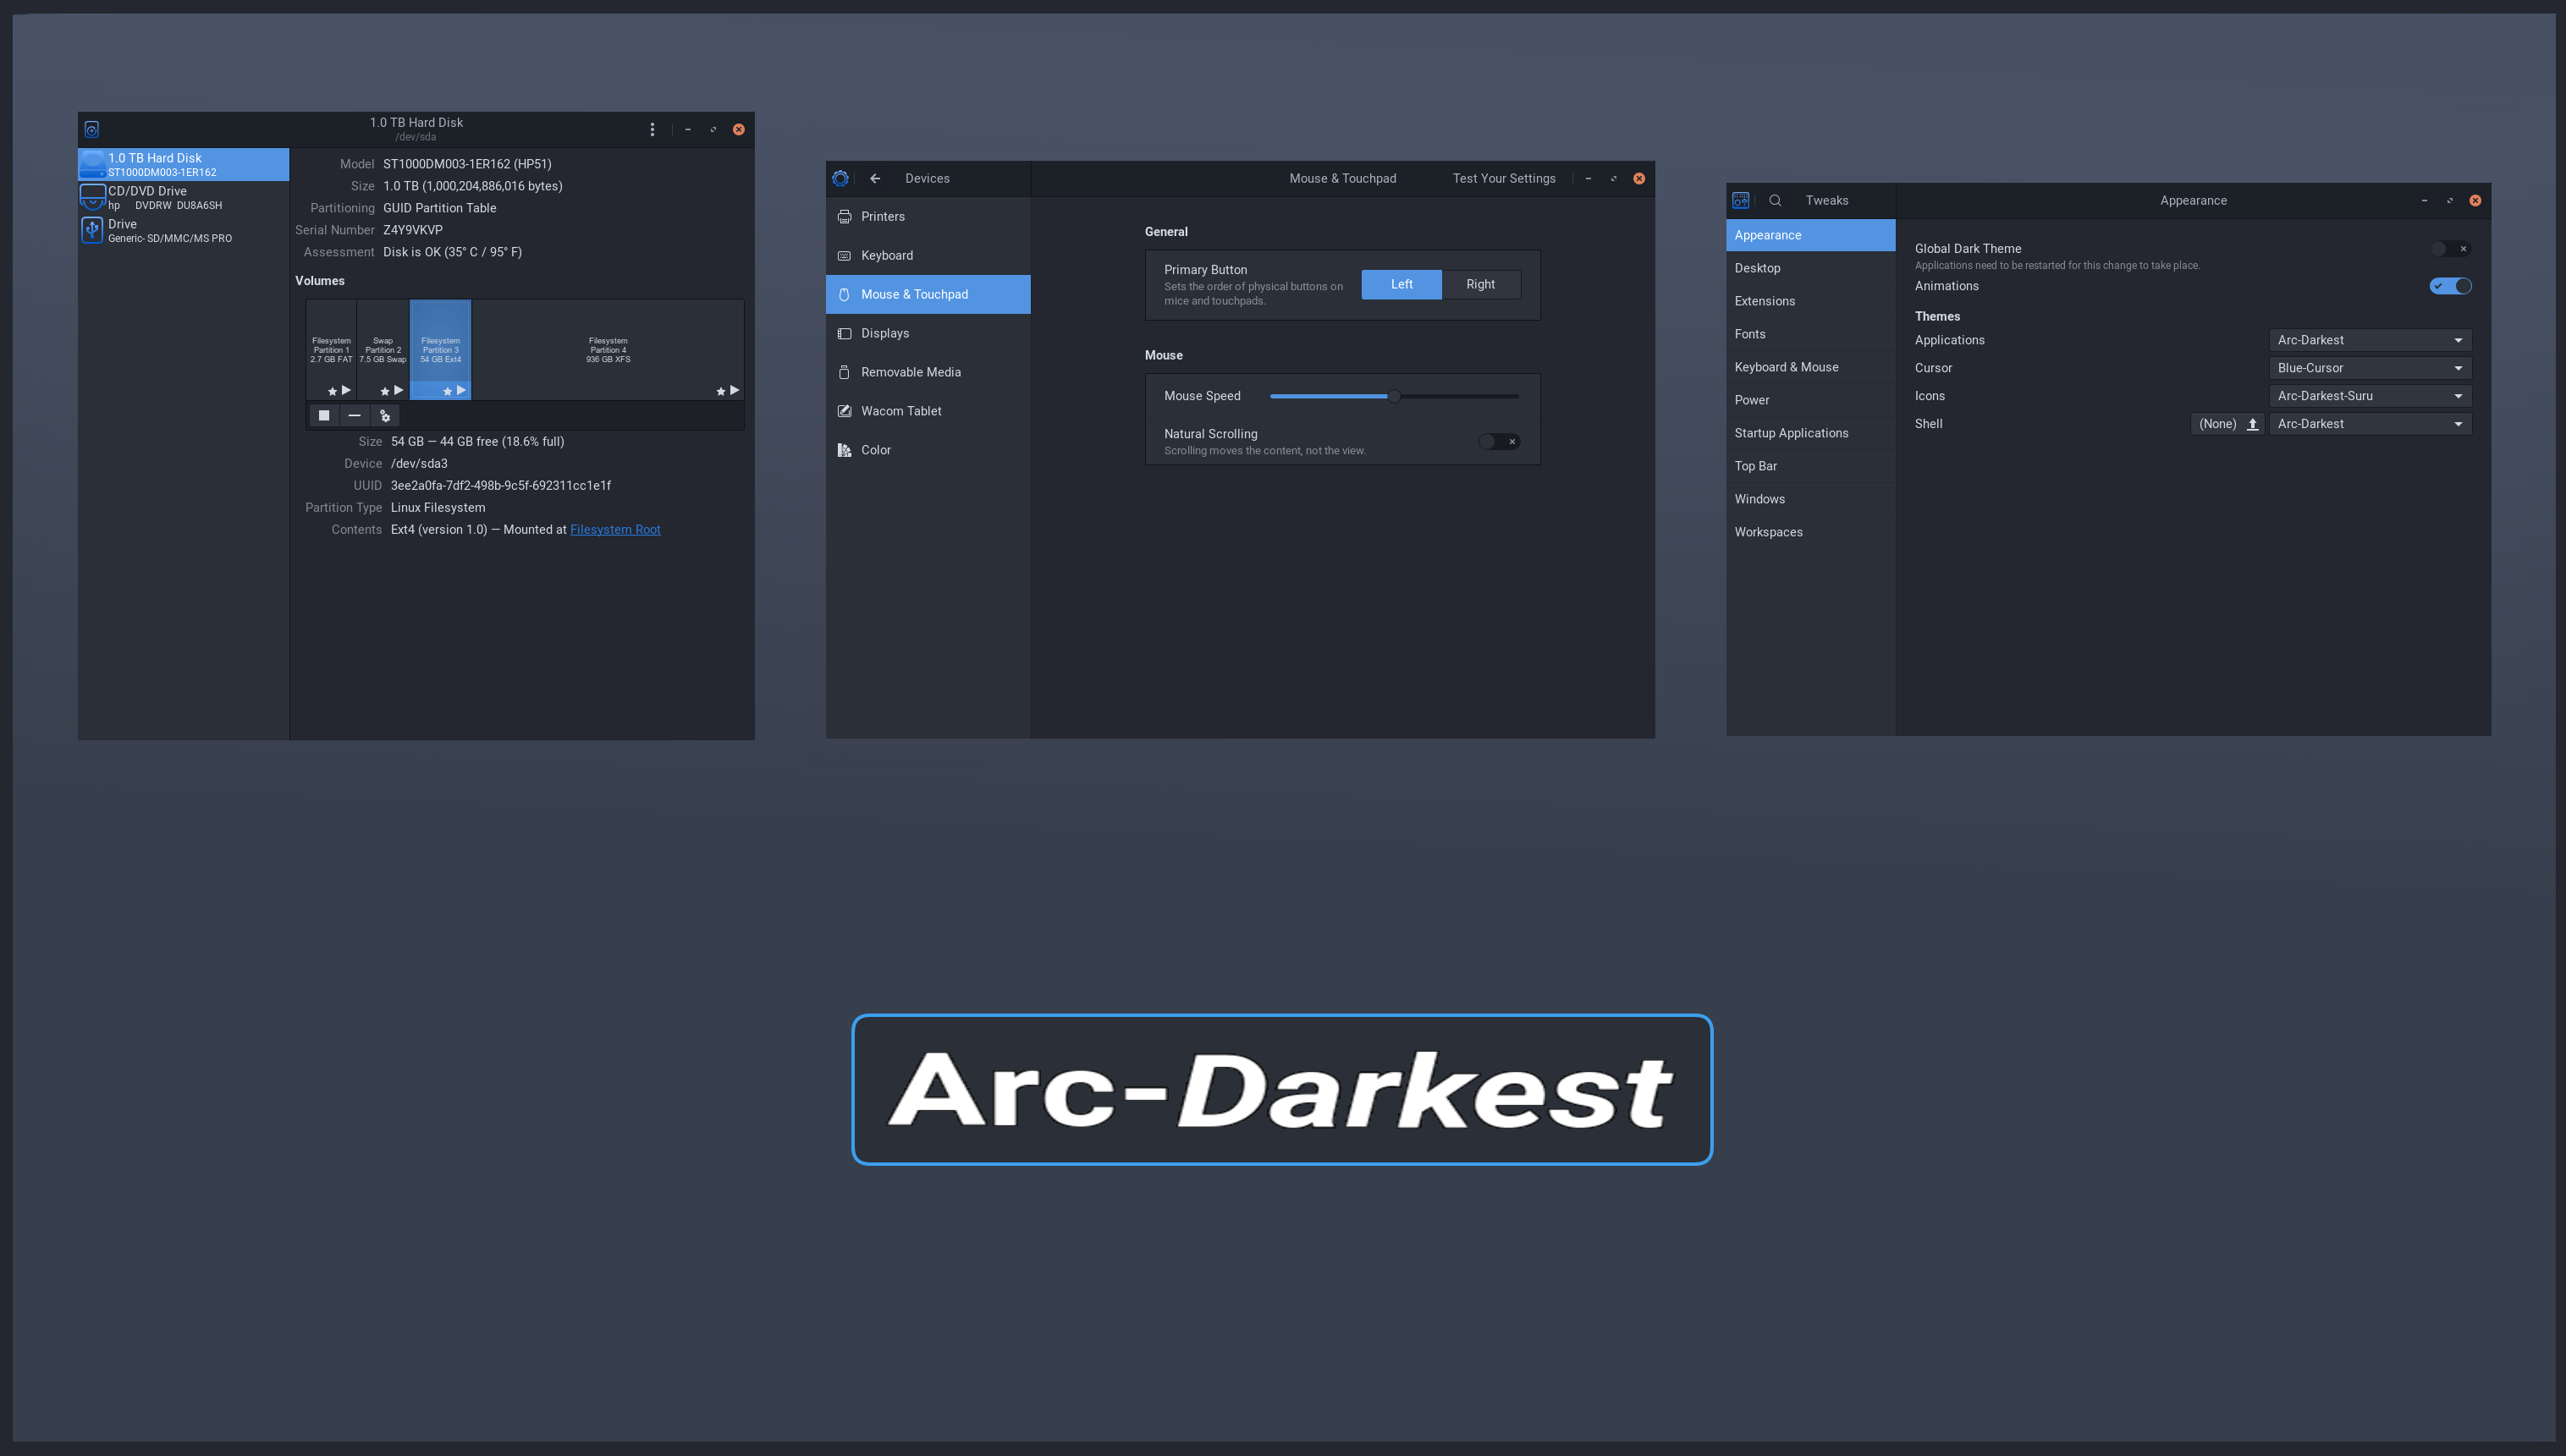 1.0 TB Hard Disk
/dev/sda
1.0 TB Hard Disk
ST1000DM003-1ER162
CD/DVD Drive
hp DVDRW DU8A6SH
Drive
Generic- SD/MMC/MS PRO
Model ST1000DM003-1ER162 (HP51)
Size 1.0 TB (1,000,204,886,016 bytes)
Partitioning GUID Partition Table
Serial Number Z4Y9VKVP
Assessment Disk is OK (35° C / 95° F)
Volumes
Filesystem
Partition 1
2.7 GB FAT
Swap
Partition 2
7.5 GB Swap
Filesystem
Partition 3
54 GB Ext4
Filesystem
Partition 4
936 GB XFS
Size 54 GB — 44 GB free (18.6% full)
Device /dev/sda3
UUID 3ee2a0fa-7df2-498b-9c5f-692311cc1e1f
Partition Type Linux Filesystem
Contents Ext4 (version 1.0) — Mounted at Filesystem Root
Devices
Mouse & Touchpad
Test Your Settings
Printers
Keyboard
Mouse & Touchpad
Displays
Removable Media
Wacom Tablet
Color
General
Primary Button
Sets the order of physical buttons on
mice and touchpads.
Left
Right
Mouse
Mouse Speed
Natural Scrolling
Scrolling moves the content, not the view.
Tweaks
Appearance
Appearance
Desktop
Extensions
Fonts
Keyboard & Mouse
Power
Startup Applications
Top Bar
Windows
Workspaces
Global Dark Theme
Applications need to be restarted for this change to take place.
Animations
Themes
Applications Arc-Darkest
Cursor Blue-Cursor
Icons Arc-Darkest-Suru
Shell (None) Arc-Darkest
Arc-Darkest